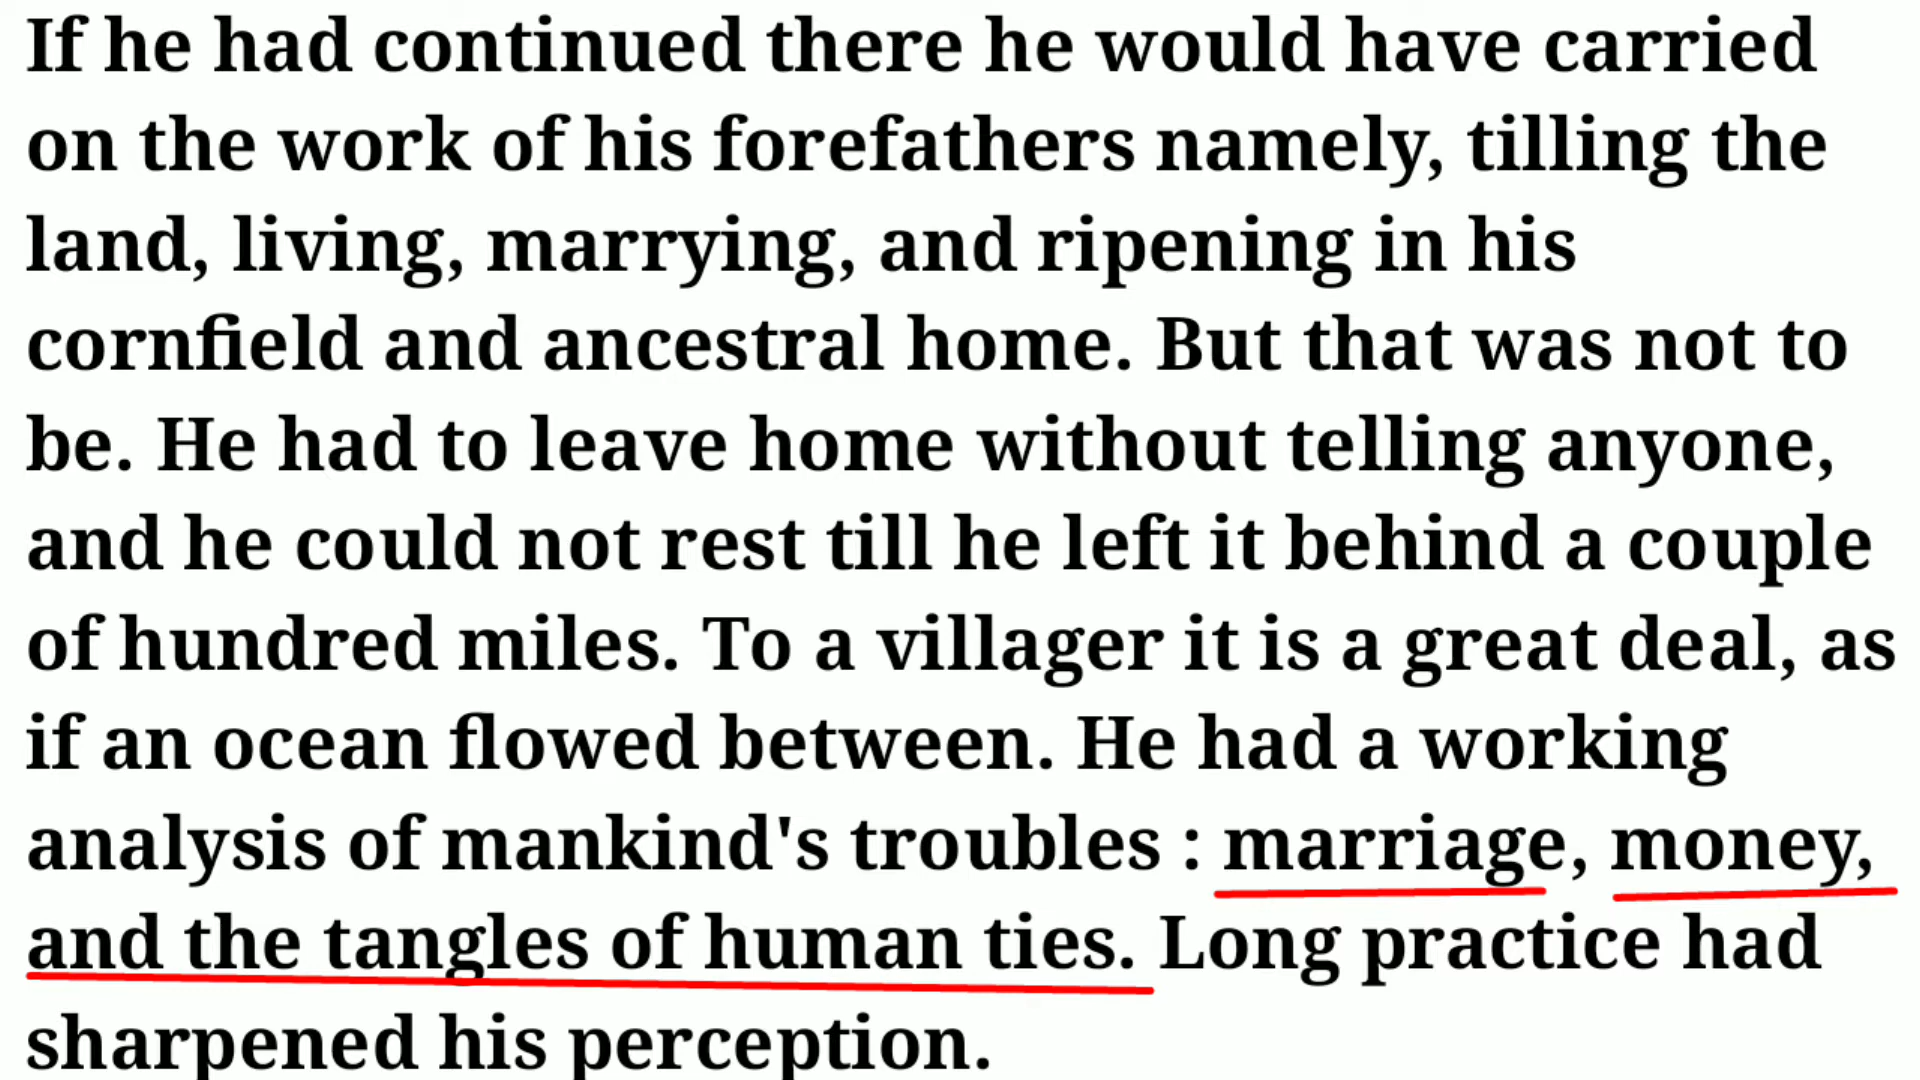 If he had continued there he would have carried
on the work of his forefathers namely, tilling the
land, living, marrying, and ripening in his
cornfield and ancestral home. But that was not to
be. He had to leave home without telling anyone,
and he could not rest till he left it behind a couple
of hundred miles. To a villager it is a great deal, as
if an ocean flowed between. He had a working
analysis of mankind's troubles : marriage, money,
and the tangles of human ties. Long practice had
sharpened his perception.